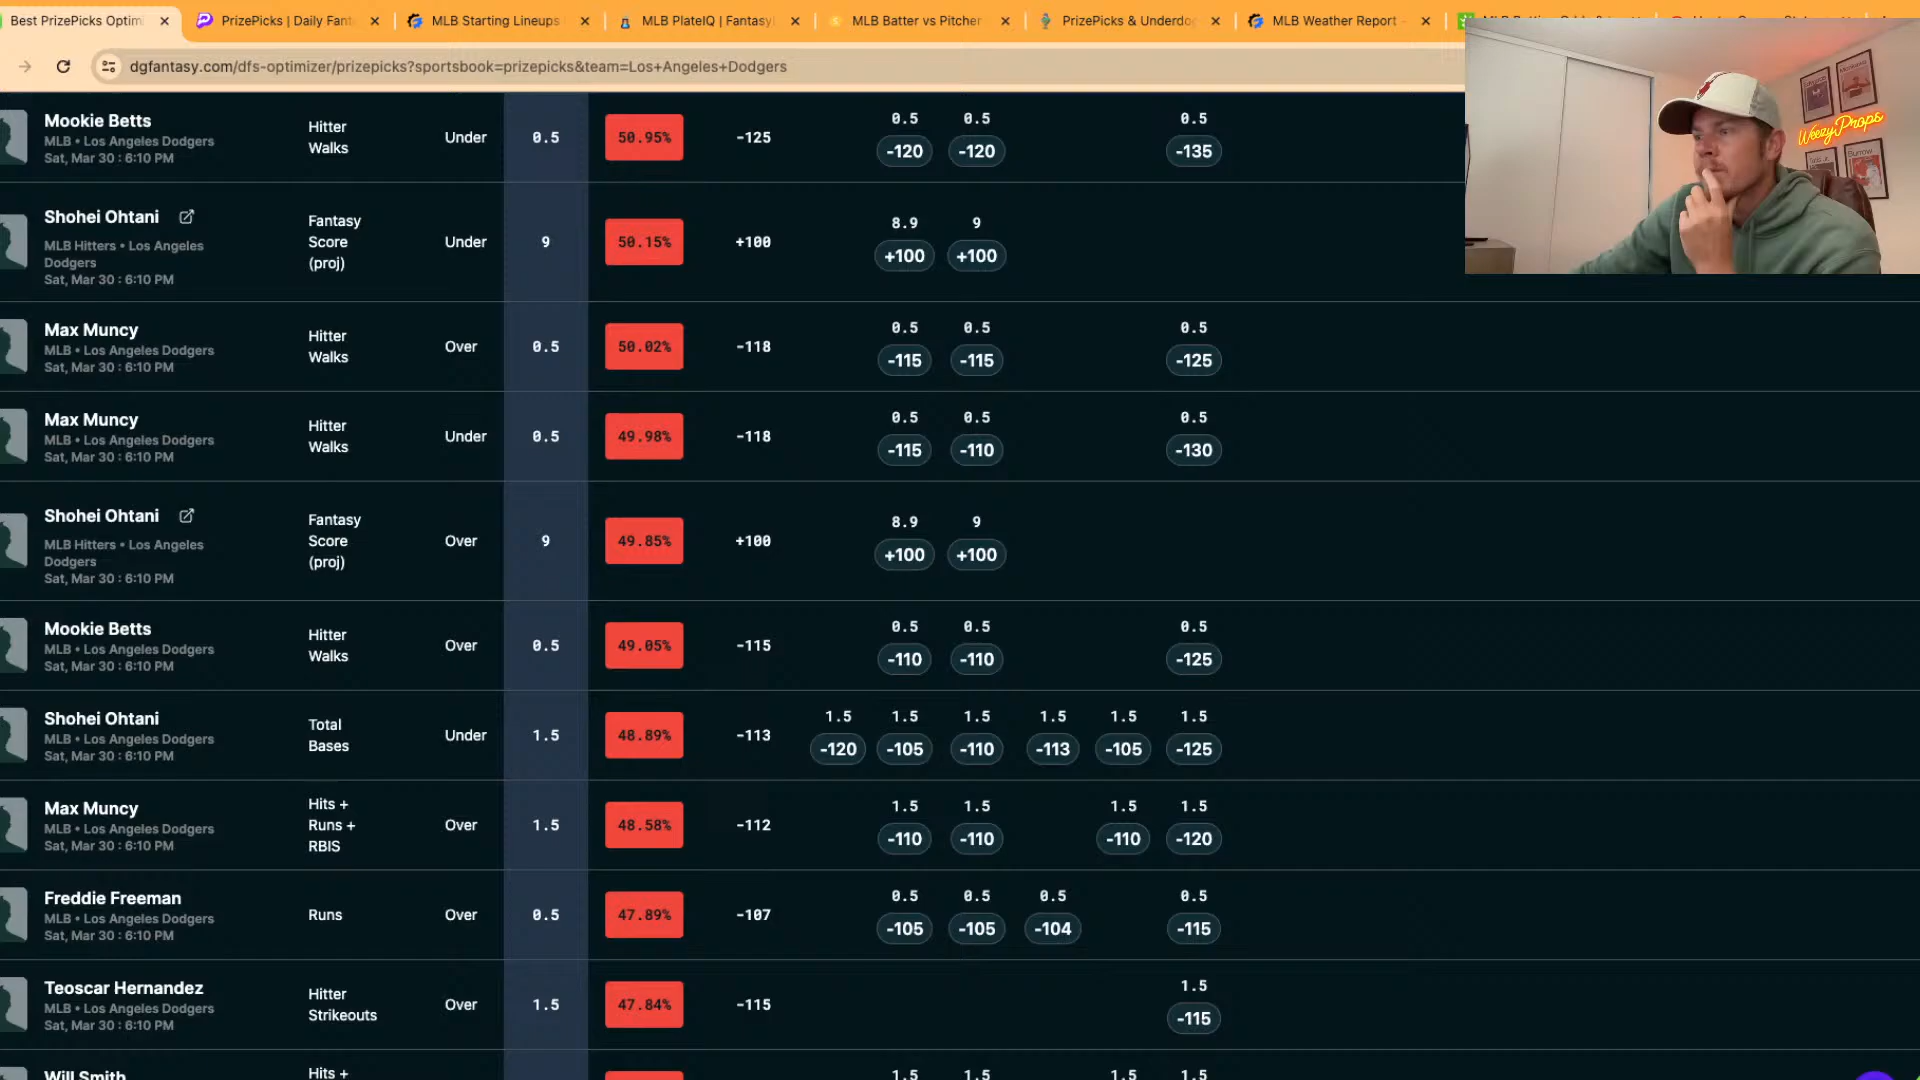 Best PrizePicks Optimi
PrizePicks | Daily Fant
MLB Starting Lineups
MLB PlateIQ | Fantasy
MLB Batter vs Pitcher
PrizePicks & Underdo
MLB Weather Report -
dgfantasy.com/dfs-optimizer/prizepicks?sportsbook=prizepicks&team=Los+Angeles+Dodgers
WeezyProps
Mookie Betts
MLB • Los Angeles Dodgers
Sat, Mar 30 : 6:10 PM
Hitter
Walks
Under
0.5
50.95%
-125
0.5 0.5 0.5
-120 -120 -135
Shohei Ohtani
MLB Hitters • Los Angeles
Dodgers
Sat, Mar 30 : 6:10 PM
Fantasy
Score
(proj)
Under
9
50.15%
+100
8.9 9
+100 +100
Max Muncy
MLB • Los Angeles Dodgers
Sat, Mar 30 : 6:10 PM
Hitter
Walks
Over
0.5
50.02%
-118
0.5 0.5 0.5
-115 -115 -125
Max Muncy
MLB • Los Angeles Dodgers
Sat, Mar 30 : 6:10 PM
Hitter
Walks
Under
0.5
49.98%
-118
0.5 0.5 0.5
-115 -110 -130
Shohei Ohtani
MLB Hitters • Los Angeles
Dodgers
Sat, Mar 30 : 6:10 PM
Fantasy
Score
(proj)
Over
9
49.85%
+100
8.9 9
+100 +100
Mookie Betts
MLB • Los Angeles Dodgers
Sat, Mar 30 : 6:10 PM
Hitter
Walks
Over
0.5
49.05%
-115
0.5 0.5 0.5
-110 -110 -125
Shohei Ohtani
MLB • Los Angeles Dodgers
Sat, Mar 30 : 6:10 PM
Total
Bases
Under
1.5
48.89%
-113
1.5 1.5 1.5 1.5 1.5 1.5
-120 -105 -110 -113 -105 -125
Max Muncy
MLB • Los Angeles Dodgers
Sat, Mar 30 : 6:10 PM
Hits +
Runs +
RBIS
Over
1.5
48.58%
-112
1.5 1.5 1.5 1.5
-110 -110 -110 -120
Freddie Freeman
MLB • Los Angeles Dodgers
Sat, Mar 30 : 6:10 PM
Runs
Over
0.5
47.89%
-107
0.5 0.5 0.5 0.5
-105 -105 -104 -115
Teoscar Hernandez
MLB • Los Angeles Dodgers
Sat, Mar 30 : 6:10 PM
Hitter
Strikeouts
Over
1.5
47.84%
-115
1.5
-115
Will Smith
Hits +
1.5 1.5 1.5 1.5